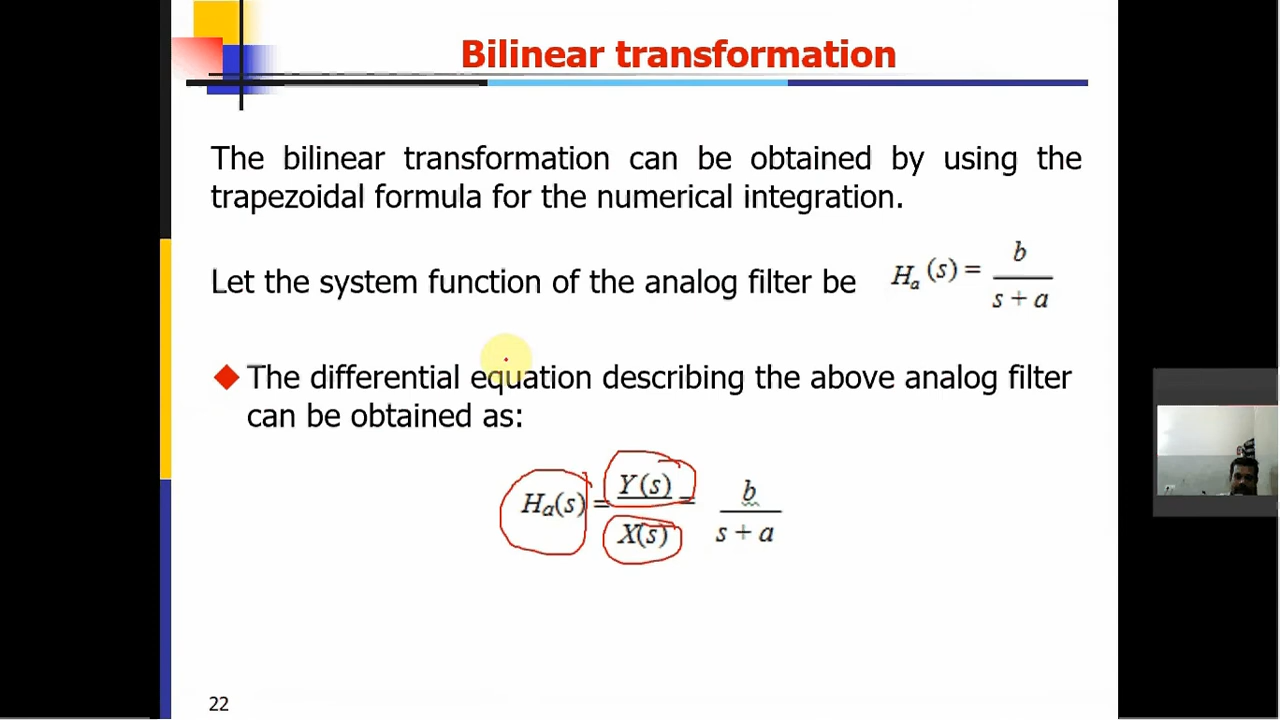 Bilinear transformation
The bilinear transformation can be obtained by using the
trapezoidal formula for the numerical integration.
Let the system function of the analog filter be Hₐ(s) = b / (s + a)
The differential equation describing the above analog filter
can be obtained as:
Hₐ(s) = Y(s) / X(s) = b / (s + a)
22